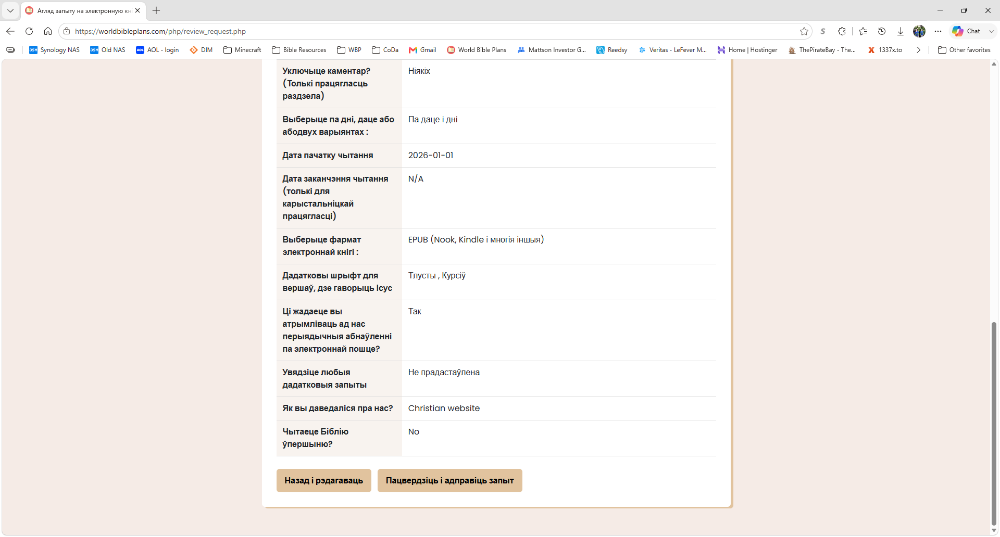 Агляд запыту на электронную кн
https://worldbibleplans.com/php/review_request.php
Chat
Synology NAS
Old NAS
AOL - login
DIM
Minecraft
Bible Resources
WBP
CoDa
Gmail
World Bible Plans
Mattson Investor G...
Reedsy
Veritas - LeFever M...
Home | Hostinger
ThePirateBay - The...
1337x.to
Other favorites
Уключыце каментар?
(Толькі працягласць
раздзела)
Ніякіх
Выберыце па дні, даце або
абодвух варыянтах :
Па даце і дні
Дата пачатку чытання
2026-01-01
Дата заканчэння чытання
(толькі для
карыстальніцкай
працягласці)
N/A
Выберыце фармат
электроннай кнігі :
EPUB (Nook, Kindle і многія іншыя)
Дадатковы шрыфт для
вершаў, дзе гаворыць Ісус
Тлусты , Курсіў
Ці жадаеце вы
атрымліваць ад нас
перыядычныя абнаўленні
па электроннай пошце?
Так
Увядзіце любыя
дадатковыя запыты
Не прадастаўлена
Як вы даведаліся пра нас?
Christian website
Чытаеце Біблію
ўпершыню?
No
Назад і рэдагаваць
Пацвердзіць і адправіць запыт